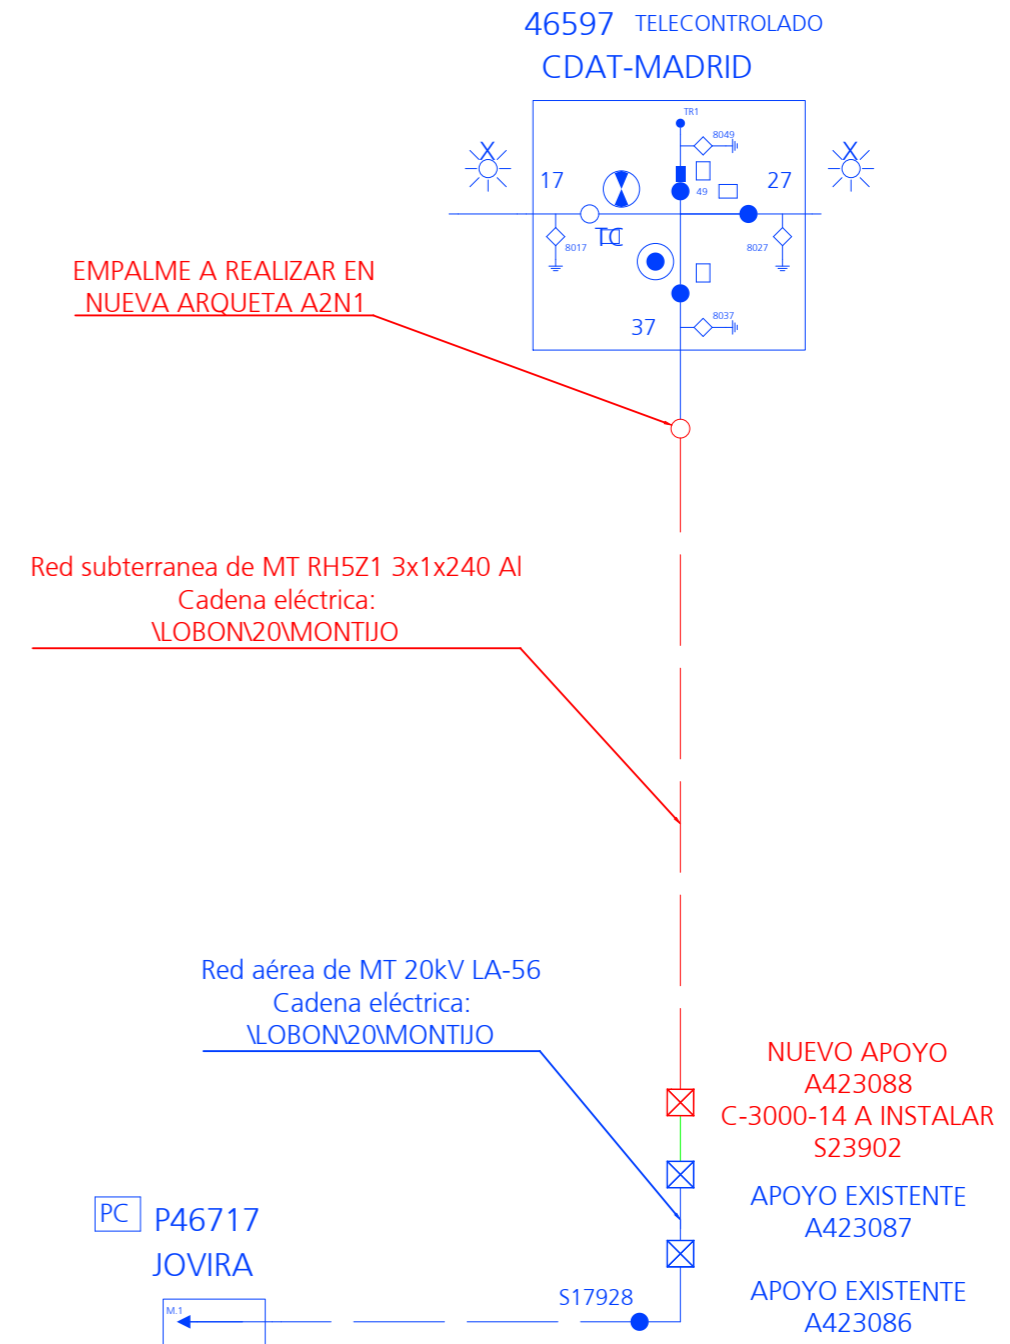 46597 TELECONTROLADO
CDAT-MADRID
TR1
8049
X
X
17
49
27
TC
8017
8027
EMPALME A REALIZAR EN
NUEVA ARQUETA A2N1
8037
37
Red subterranea de MT RH5Z1 3x1x240 Al
Cadena eléctrica:
\LOBON\20\MONTIJO
Red aérea de MT 20kV LA-56
Cadena eléctrica:
\LOBON\20\MONTIJO
NUEVO APOYO
A423088
C-3000-14 A INSTALAR
S23902
APOYO EXISTENTE
A423087
PC P46717
JOVIRA
APOYO EXISTENTE
A423086
S17928
M.1